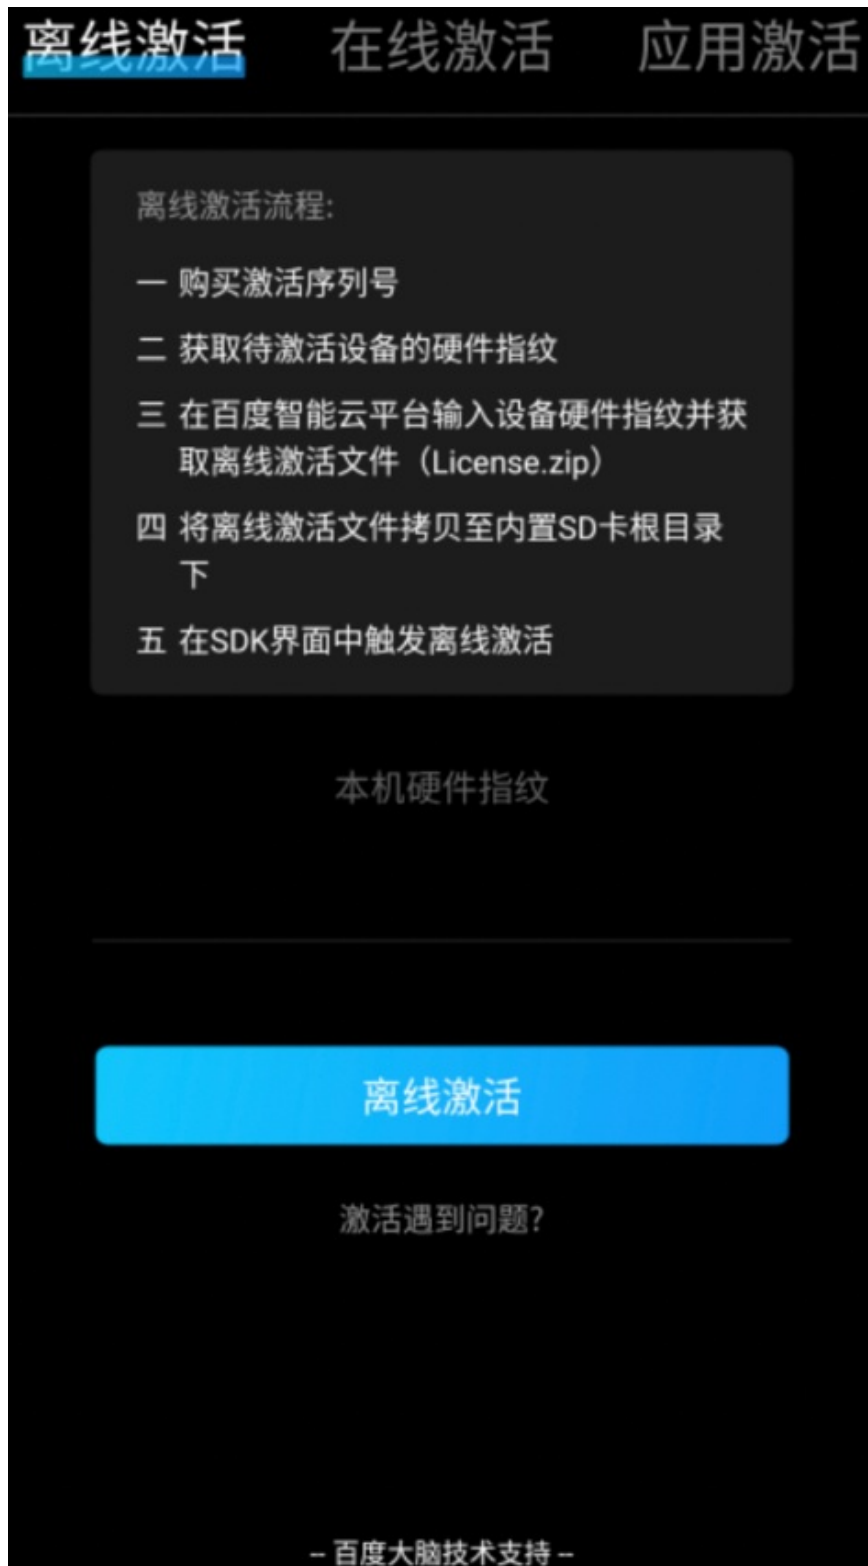 离线激活 在线激活 应用激活
离线激活流程:
一 购买激活序列号
二 获取待激活设备的硬件指纹
三 在百度智能云平台输入设备硬件指纹并获
取离线激活文件（License.zip）
四 将离线激活文件拷贝至内置SD卡根目录
下
五 在SDK界面中触发离线激活
本机硬件指纹
离线激活
激活遇到问题?
-- 百度大脑技术支持 --